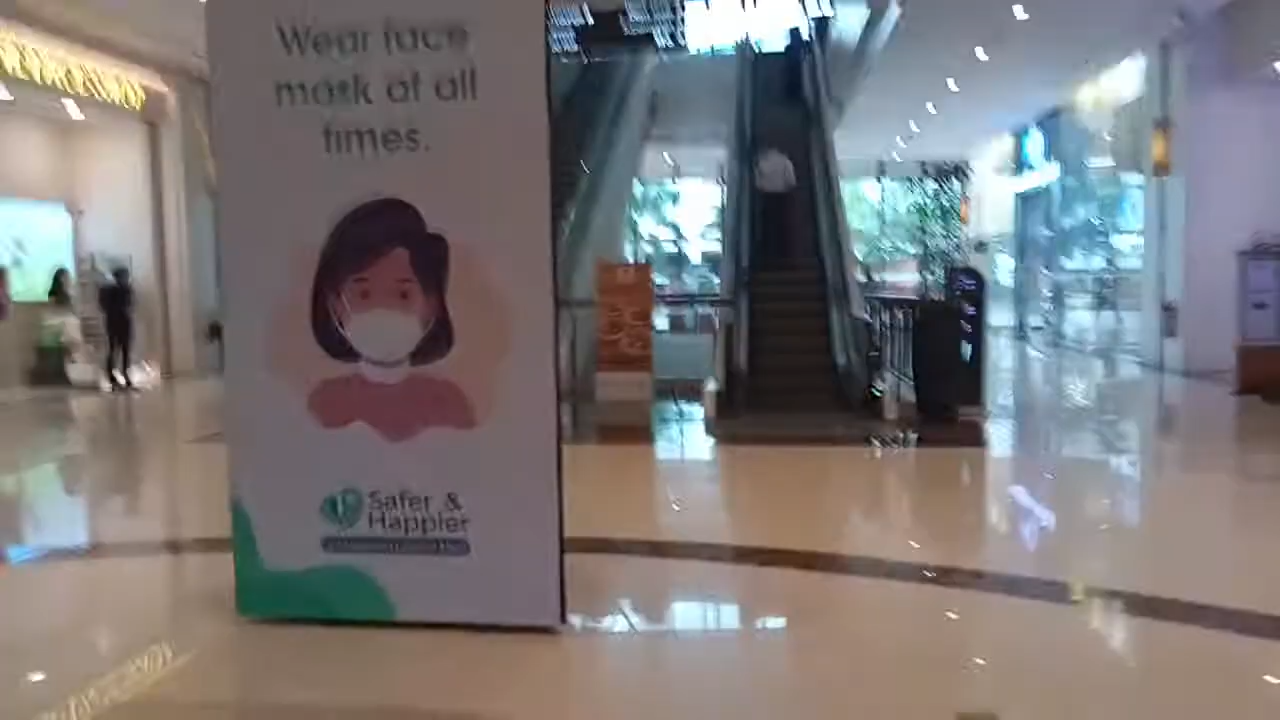 Wear face
mask at all
times.
Safer &
Happier